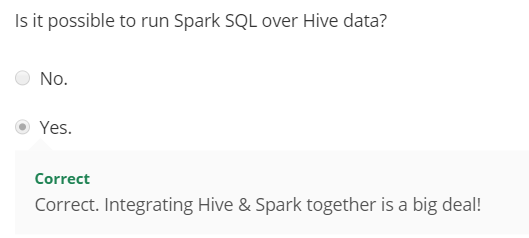 Is it possible to run Spark SQL over Hive data?
No.
Yes.
Correct
Correct. Integrating Hive & Spark together is a big deal!